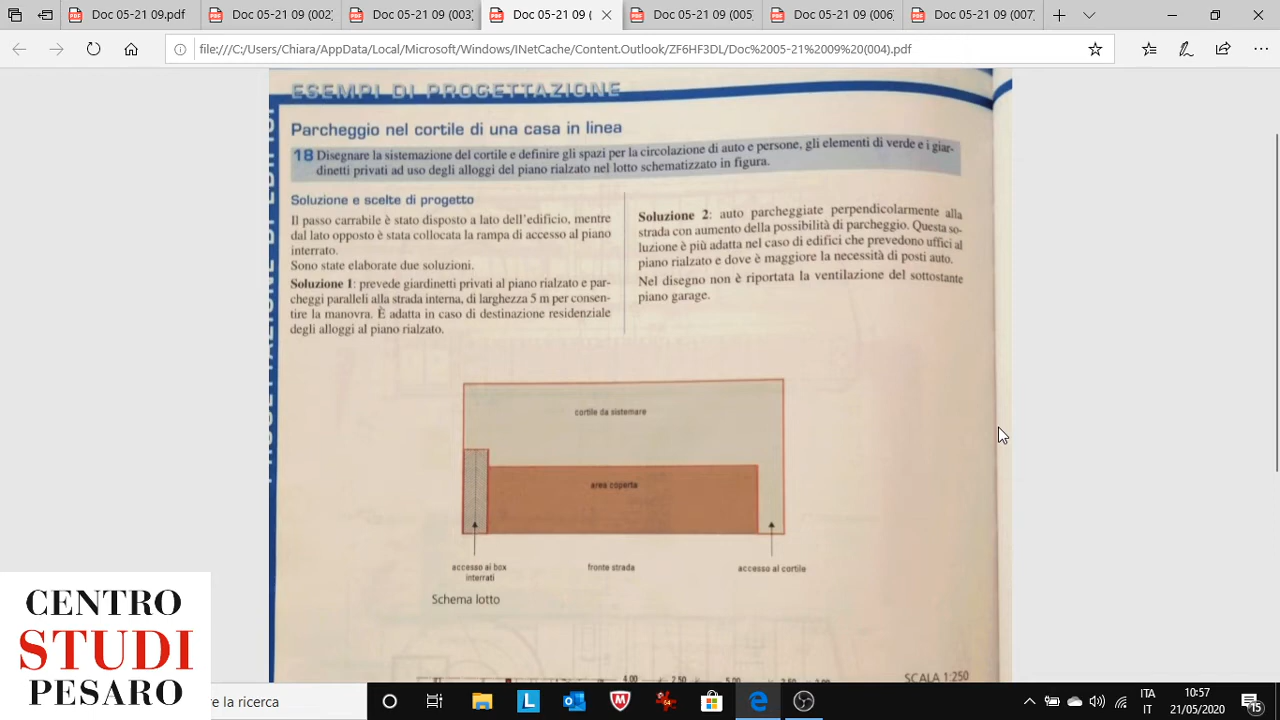 Doc 05-21 09.pdf
Doc 05-21 09 (002)
Doc 05-21 09 (003)
Doc 05-21 09 (
Doc 05-21 09 (005)
Doc 05-21 09 (006)
Doc 05-21 09 (007)
file:///C:/Users/Chiara/AppData/Local/Microsoft/Windows/INetCache/Content.Outlook/ZF6HF3DL/Doc%2005-21%2009%20(004).pdf
ESEMPI DI PROGETTAZIONE
Parcheggio nel cortile di una casa in linea
18 Disegnare la sistemazione del cortile e definire gli spazi per la circolazione di auto e persone, gli elementi di verde e i giar-
dinetti privati ad uso degli alloggi del piano rialzato nel lotto schematizzato in figura.
Soluzione e scelte di progetto
Il passo carrabile è stato disposto a lato dell'edificio, mentre
dal lato opposto è stata collocata la rampa di accesso al piano
interrato.
Sono state elaborate due soluzioni.
Soluzione 1: prevede giardinetti privati al piano rialzato e par-
cheggi paralleli alla strada interna, di larghezza 5 m per consen-
tire la manovra. È adatta in caso di destinazione residenziale
degli alloggi al piano rialzato.
Soluzione 2: auto parcheggiate perpendicolarmente alla
strada con aumento della possibilità di parcheggio. Questa so-
luzione è più adatta nel caso di edifici che prevedono uffici al
piano rialzato e dove è maggiore la necessità di posti auto.
Nel disegno non è riportata la ventilazione del sottostante
piano garage.
cortile da sistemare
area coperta
accesso ai box
interrati
fronte strada
accesso al cortile
Schema lotto
4.00 2.50 5.00
SCALA 1:250
CENTRO
STUDI
PESARO
re la ricerca
L
64
ITA
IT
10:57
21/05/2020
15